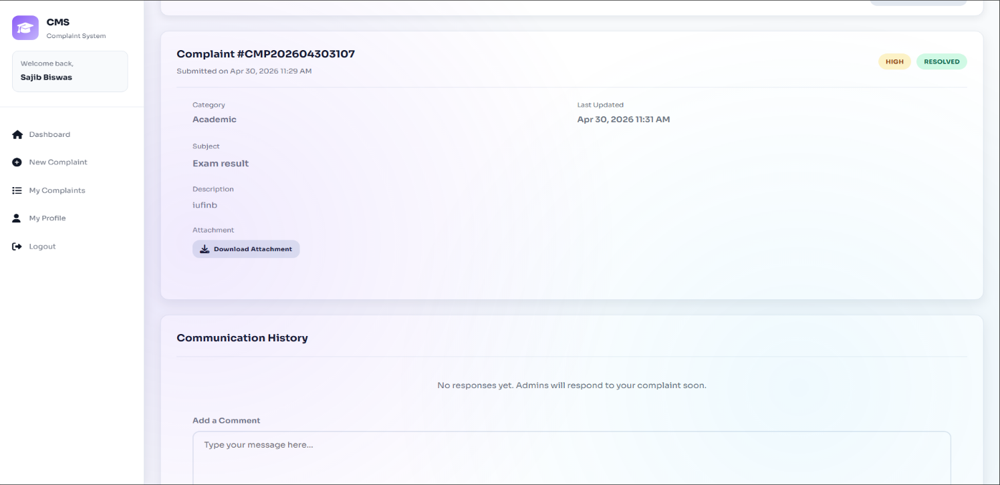 CMS
Complaint System
Welcome back,
Sajib Biswas
Dashboard
New Complaint
My Complaints
My Profile
Logout
Complaint #CMP202604303107
Submitted on Apr 30, 2026 11:29 AM
HIGH RESOLVED
Category
Academic
Last Updated
Apr 30, 2026 11:31 AM
Subject
Exam result
Description
iufinb
Attachment
Download Attachment
Communication History
No responses yet. Admins will respond to your complaint soon.
Add a Comment
Type your message here...